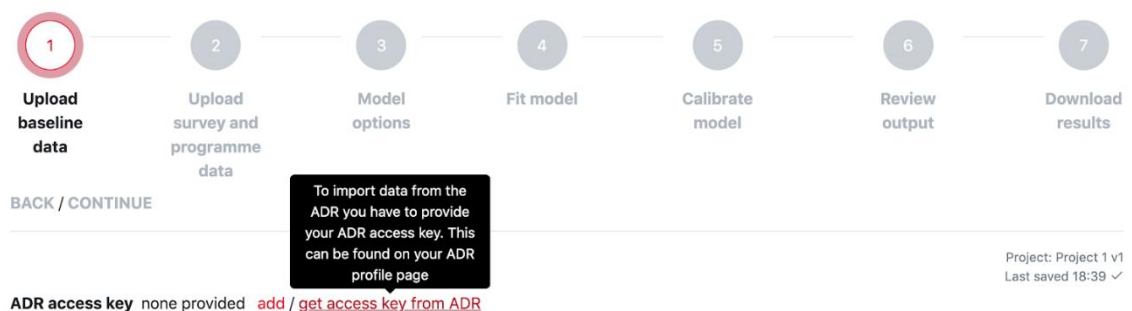 1 2 3 4 5 6 7
Upload Upload Model Fit model Calibrate Review Download
baseline survey and options model output results
data programme
data
To import data from the
BACK / CONTINUE
ADR you have to provide
your ADR access key. This
can be found on your ADR
profile page
Project: Project 1 v1
Last saved 18:39 ✓
ADR access key none provided add / get access key from ADR